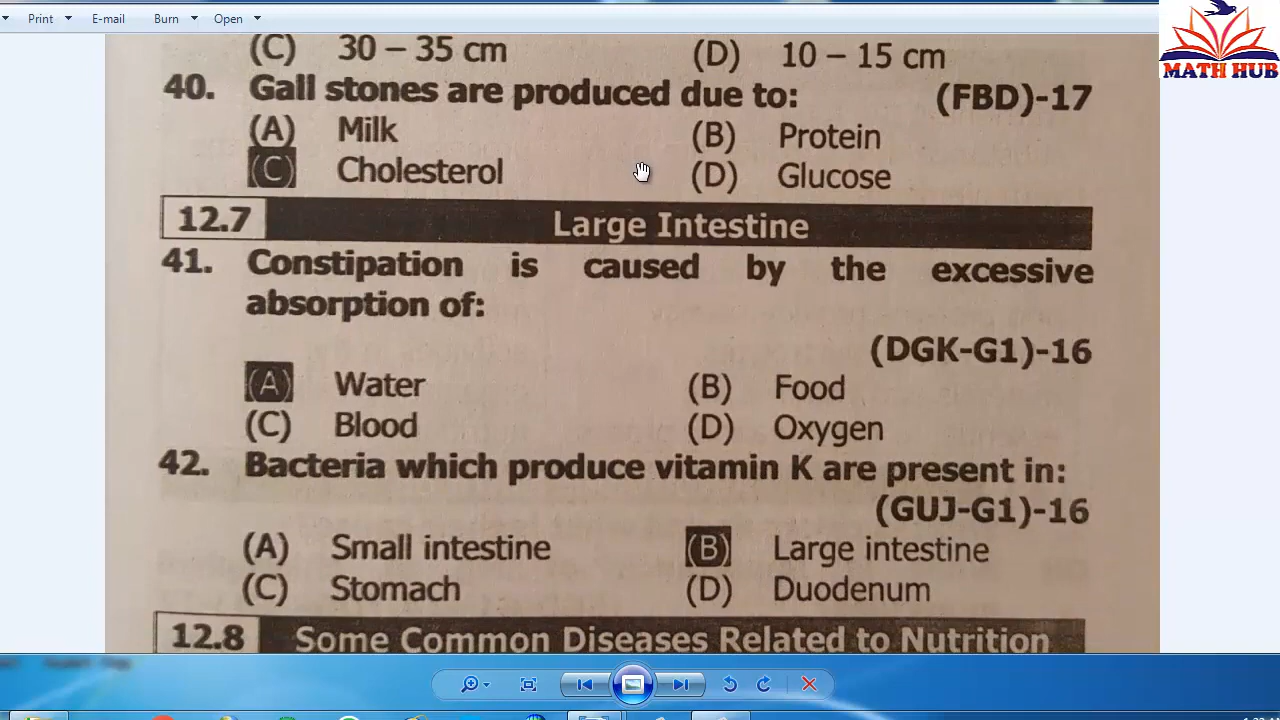 Print E-mail Burn Open
MATH HUB
(C) 30 – 35 cm (D) 10 – 15 cm
40. Gall stones are produced due to: (FBD)-17
(A) Milk (B) Protein
(C) Cholesterol (D) Glucose
12.7 Large Intestine
41. Constipation is caused by the excessive
absorption of:
(DGK-G1)-16
(A) Water (B) Food
(C) Blood (D) Oxygen
42. Bacteria which produce vitamin K are present in:
(GUJ-G1)-16
(A) Small intestine (B) Large intestine
(C) Stomach (D) Duodenum
12.8 Some Common Diseases Related to Nutrition